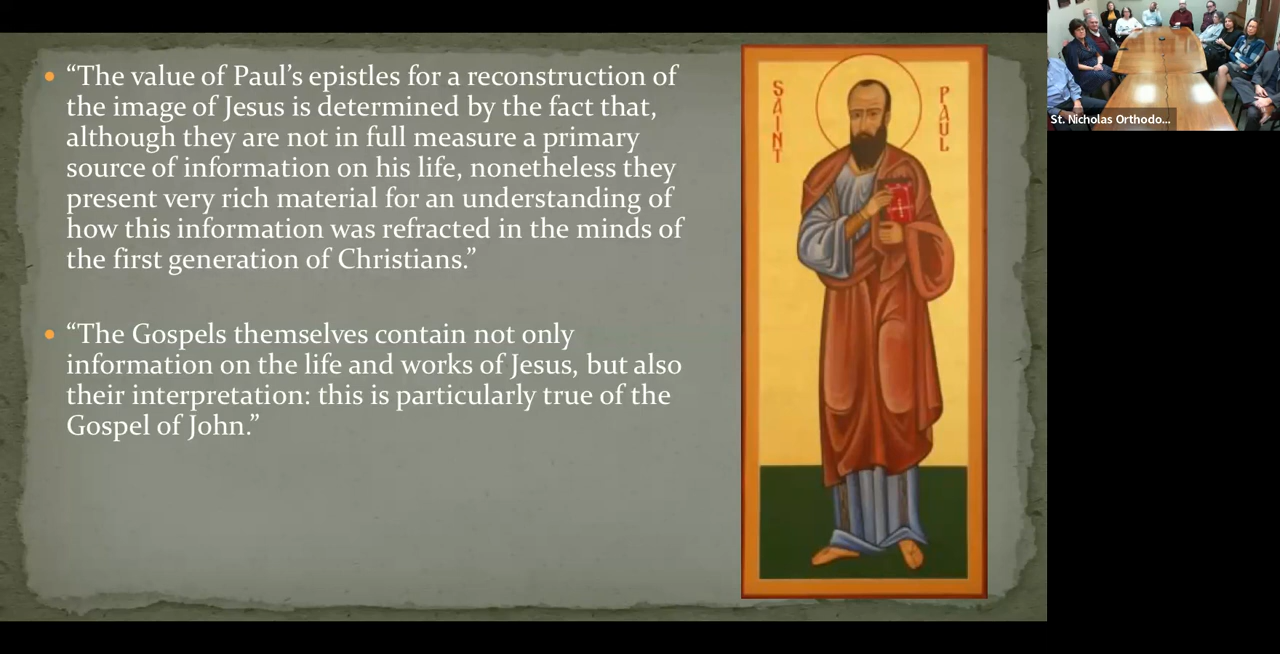 “The value of Paul’s epistles for a reconstruction of
the image of Jesus is determined by the fact that,
although they are not in full measure a primary
source of information on his life, nonetheless they
present very rich material for an understanding of
how this information was refracted in the minds of
the first generation of Christians.”
“The Gospels themselves contain not only
information on the life and works of Jesus, but also
their interpretation: this is particularly true of the
Gospel of John.”
SAINT
PAUL
St. Nicholas Orthodo...